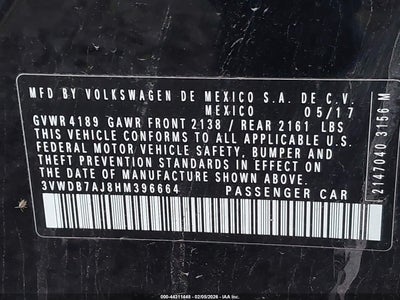 MFD BY VOLKSWAGEN DE MEXICO S.A. DE C.V.
MEXICO 05/17
GVWR 4189 GAWR FRONT 2138 / REAR 2161 LBS
THIS VEHICLE CONFORMS TO ALL APPLICABLE U.S.
FEDERAL MOTOR VEHICLE SAFETY, BUMPER AND
THEFT PREVENTION STANDARDS IN EFFECT ON THE
DATE OF MANUFACTURE SHOWN ABOVE.
3VWDB7AJ8HM396664 PASSENGER CAR
2147040 3156 M
000-44311448 - 02/05/2026 - IAA Inc.